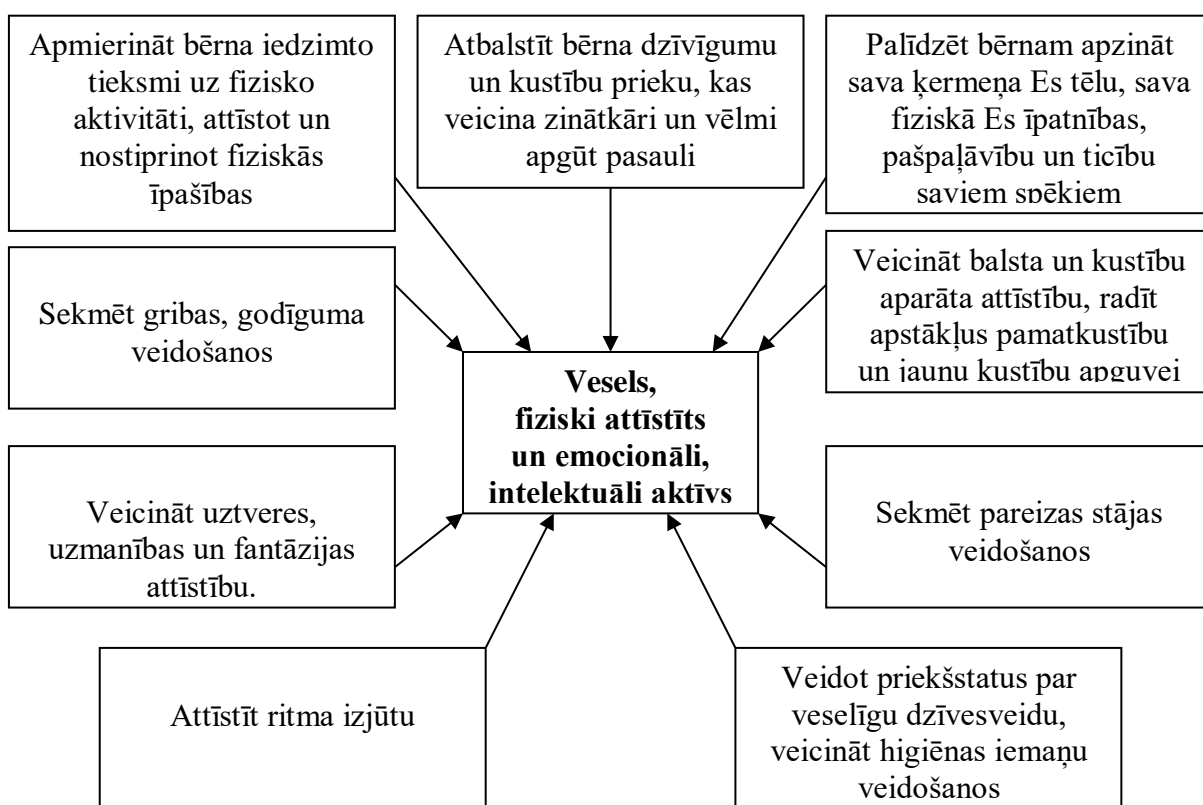 Apmierināt bērna iedzimto
tieksmi uz fizisko
aktivitāti, attīstot un
nostiprinot fiziskās
īpašības
Atbalstīt bērna dzīvīgumu
un kustību prieku, kas
veicina zinātkāri un vēlmi
apgūt pasauli
Palīdzēt bērnam apzināt
sava ķermeņa Es tēlu, sava
fiziskā Es īpatnības,
pašpaļāvību un ticību
saviem spēkiem
Sekmēt gribas, godīguma
veidošanos
Veicināt balsta un kustību
aparāta attīstību, radīt
apstākļus pamatkustību
un jaunu kustību apguvei
Vesels,
fiziski attīstīts
un emocionāli,
intelektuāli aktīvs
Veicināt uztveres,
uzmanības un fantāzijas
attīstību.
Sekmēt pareizas stājas
veidošanos
Attīstīt ritma izjūtu
Veidot priekšstatus par
veselīgu dzīvesveidu,
veicināt higiēnas iemaņu
veidošanos